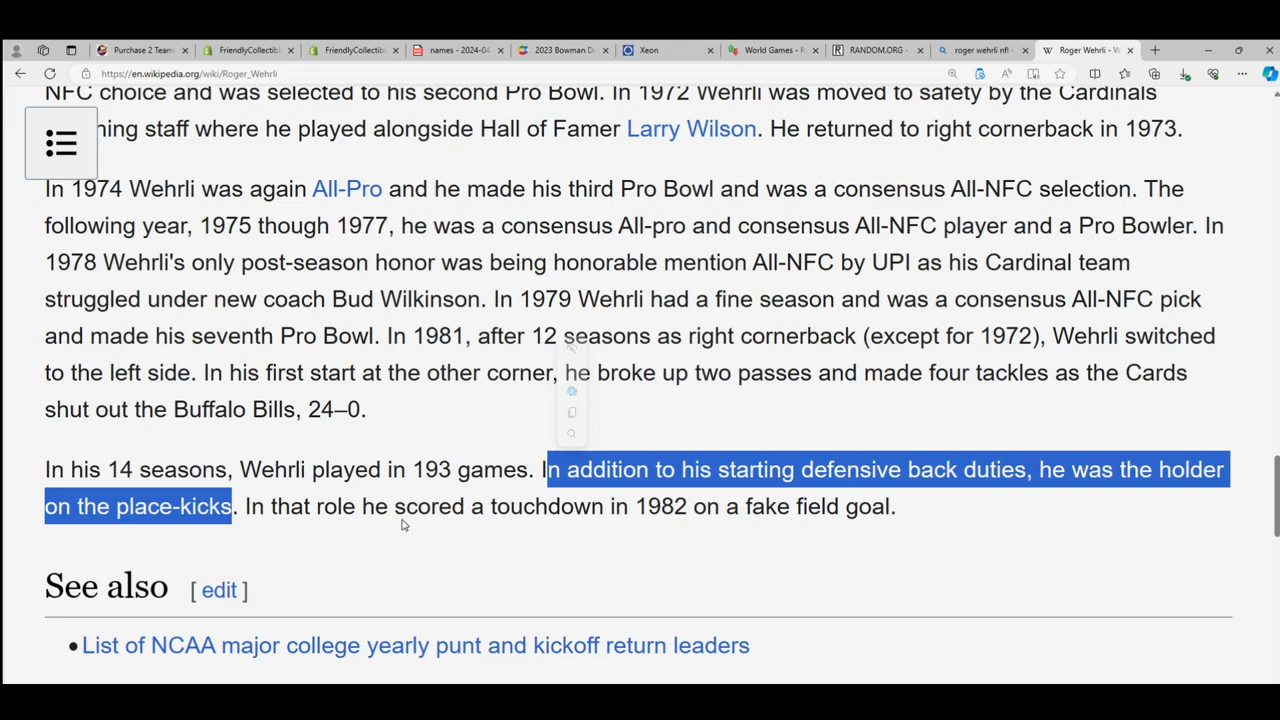 Purchase 2 Team
FriendlyCollectib
FriendlyCollectib
names - 2024-04
2023 Bowman D
Xeon
World Games - R
RANDOM.ORG -
roger wehrli nfl -
Roger Wehrli - W
https://en.wikipedia.org/wiki/Roger_Wehrli
NFC choice and was selected to his second Pro Bowl. In 1972 Wehrli was moved to safety by the Cardinals
ning staff where he played alongside Hall of Famer Larry Wilson. He returned to right cornerback in 1973.
In 1974 Wehrli was again All-Pro and he made his third Pro Bowl and was a consensus All-NFC selection. The
following year, 1975 though 1977, he was a consensus All-pro and consensus All-NFC player and a Pro Bowler. In
1978 Wehrli's only post-season honor was being honorable mention All-NFC by UPI as his Cardinal team
struggled under new coach Bud Wilkinson. In 1979 Wehrli had a fine season and was a consensus All-NFC pick
and made his seventh Pro Bowl. In 1981, after 12 seasons as right cornerback (except for 1972), Wehrli switched
to the left side. In his first start at the other corner, he broke up two passes and made four tackles as the Cards
shut out the Buffalo Bills, 24–0.
In his 14 seasons, Wehrli played in 193 games. In addition to his starting defensive back duties, he was the holder
on the place-kicks. In that role he scored a touchdown in 1982 on a fake field goal.
See also [ edit ]
List of NCAA major college yearly punt and kickoff return leaders